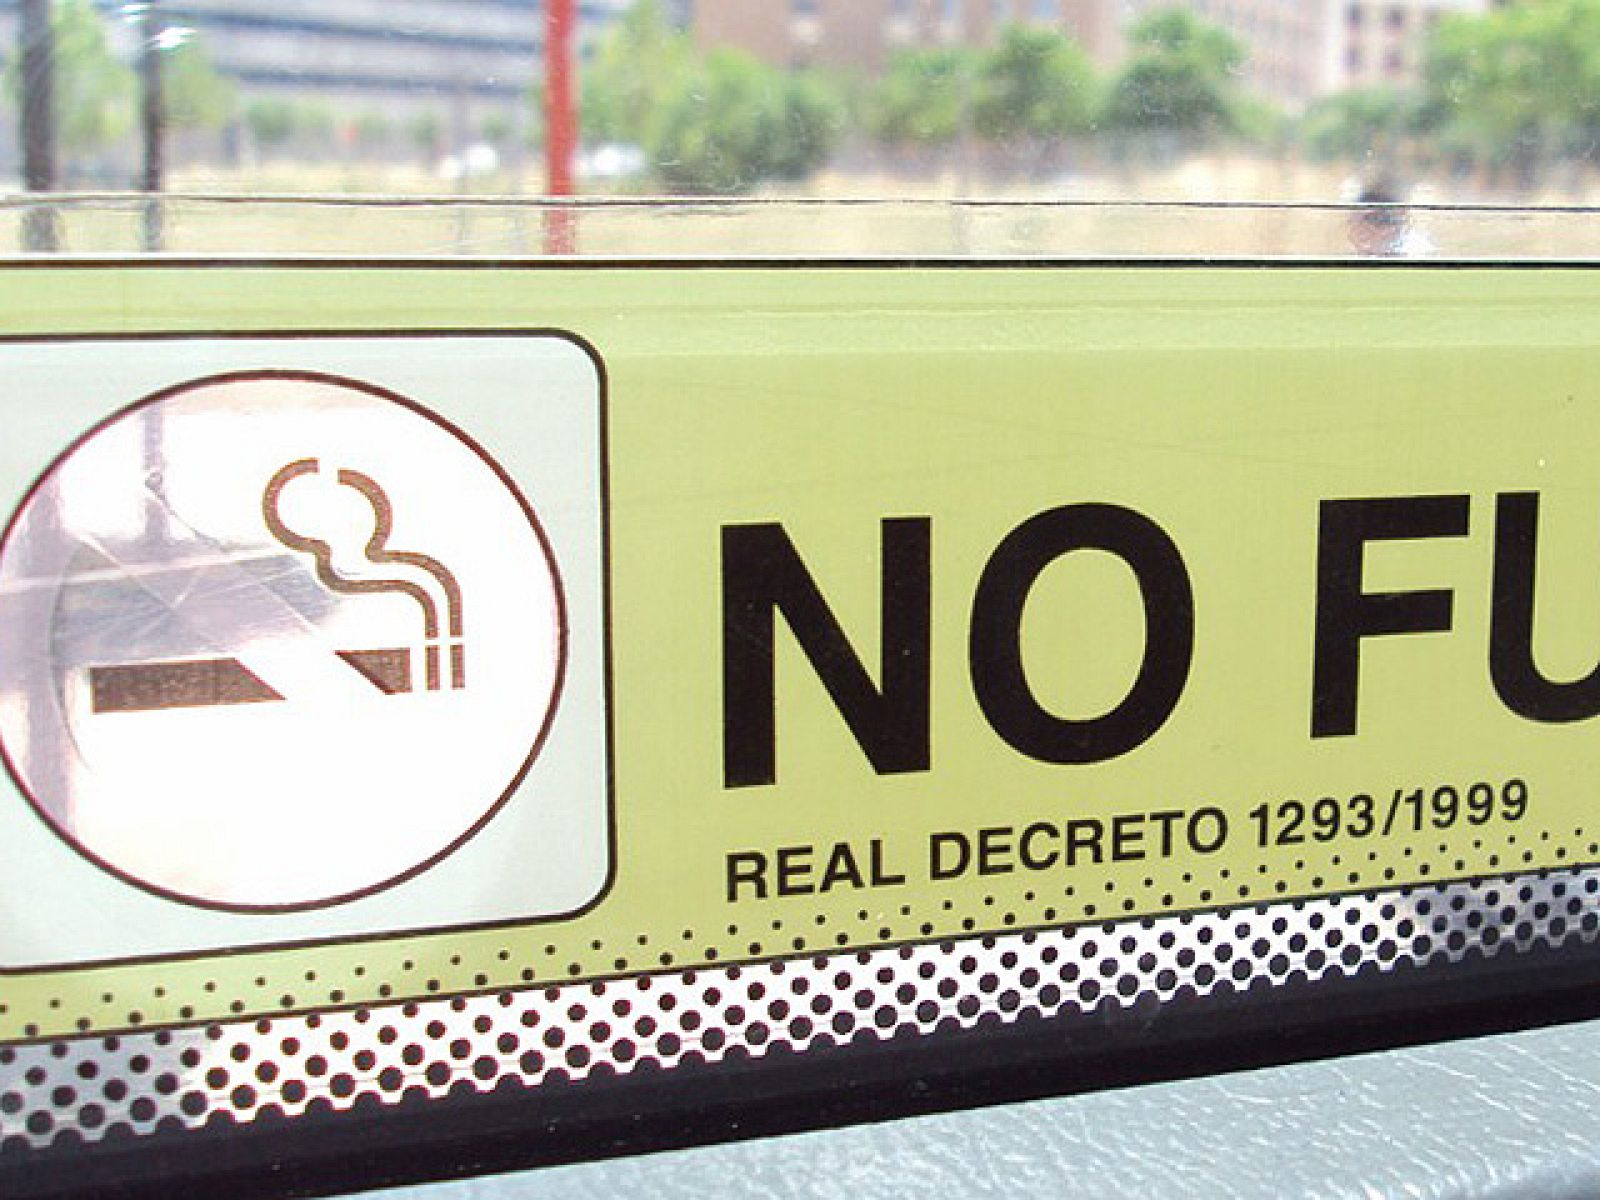 NO FU
REAL DECRETO 1293/1999